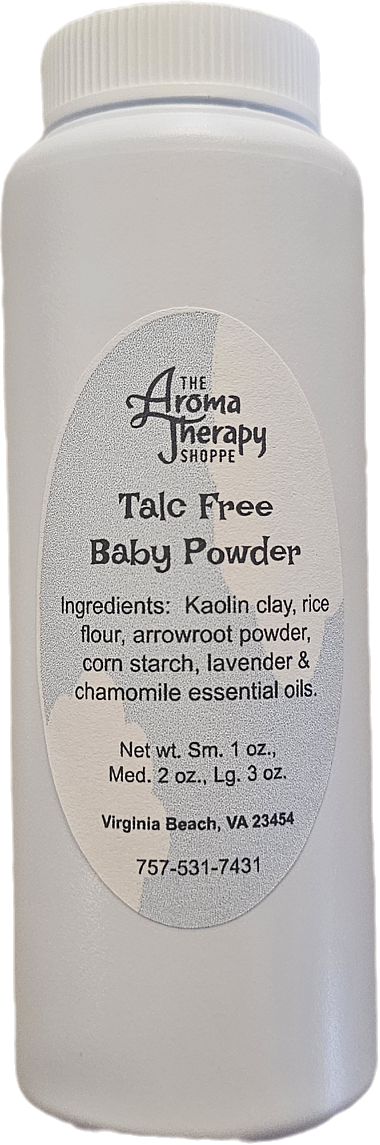 THE
Aroma
Therapy
SHOPPE
Talc Free
Baby Powder
Ingredients: Kaolin clay, rice
flour, arrowroot powder,
corn starch, lavender &
chamomile essential oils.
Net wt. Sm. 1 oz.,
Med. 2 oz., Lg. 3 oz.
Virginia Beach, VA 23454
757-531-7431